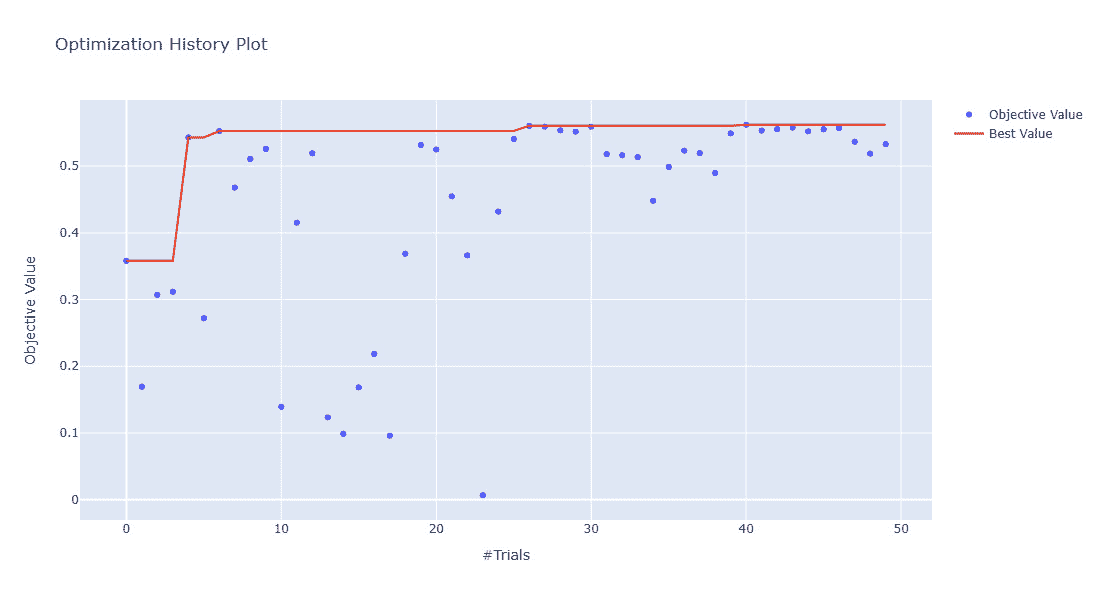 Optimization History Plot
Objective Value
Best Value
0.5
0.4
0.3
0.2
0.1
0
Objective Value
0 10 20 30 40 50
#Trials